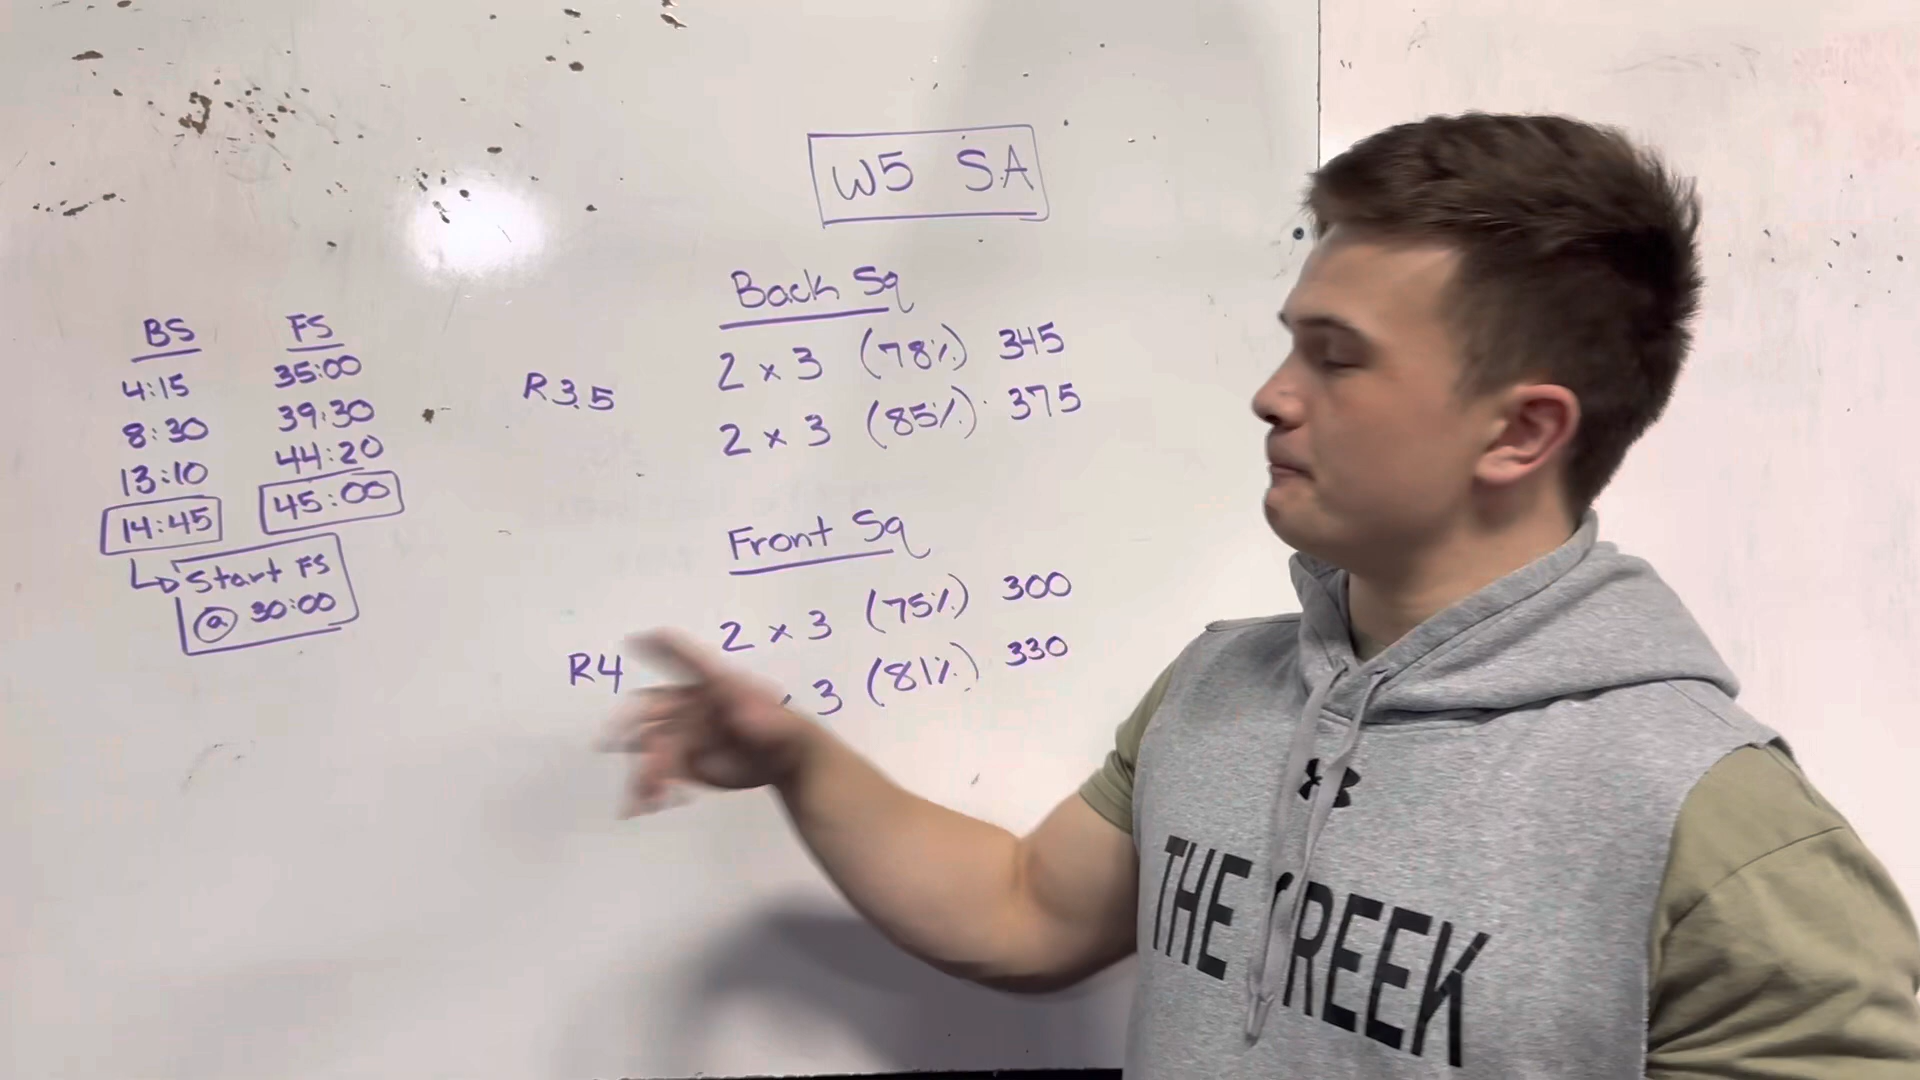 W5 SA
BS
4:15
8:30
13:10
14:45
Start FS
@ 30:00
FS
35:00
39:30
44:20
45:00
R3.5
Back Sq
2 x 3 (78%) 345
2 x 3 (85%) 375
R4
Front Sq
2 x 3 (75%) 300
x 3 (81%) 330
THE CREEK